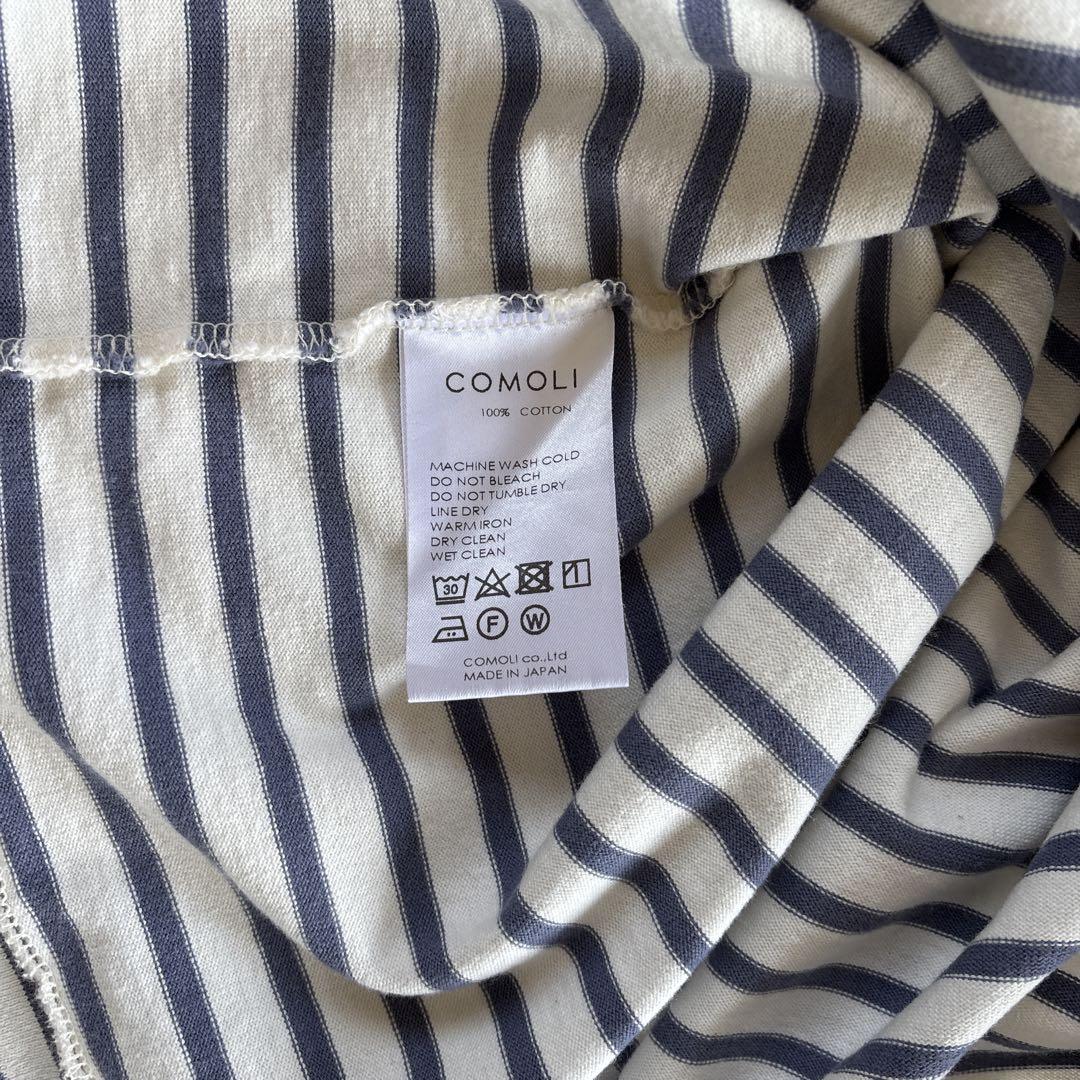 COMOLI
100% COTTON
MACHINE WASH COLD
DO NOT BLEACH
DO NOT TUMBLE DRY
LINE DRY
WARM IRON
DRY CLEAN
WET CLEAN
30
F W
COMOLI co.,Ltd
MADE IN JAPAN